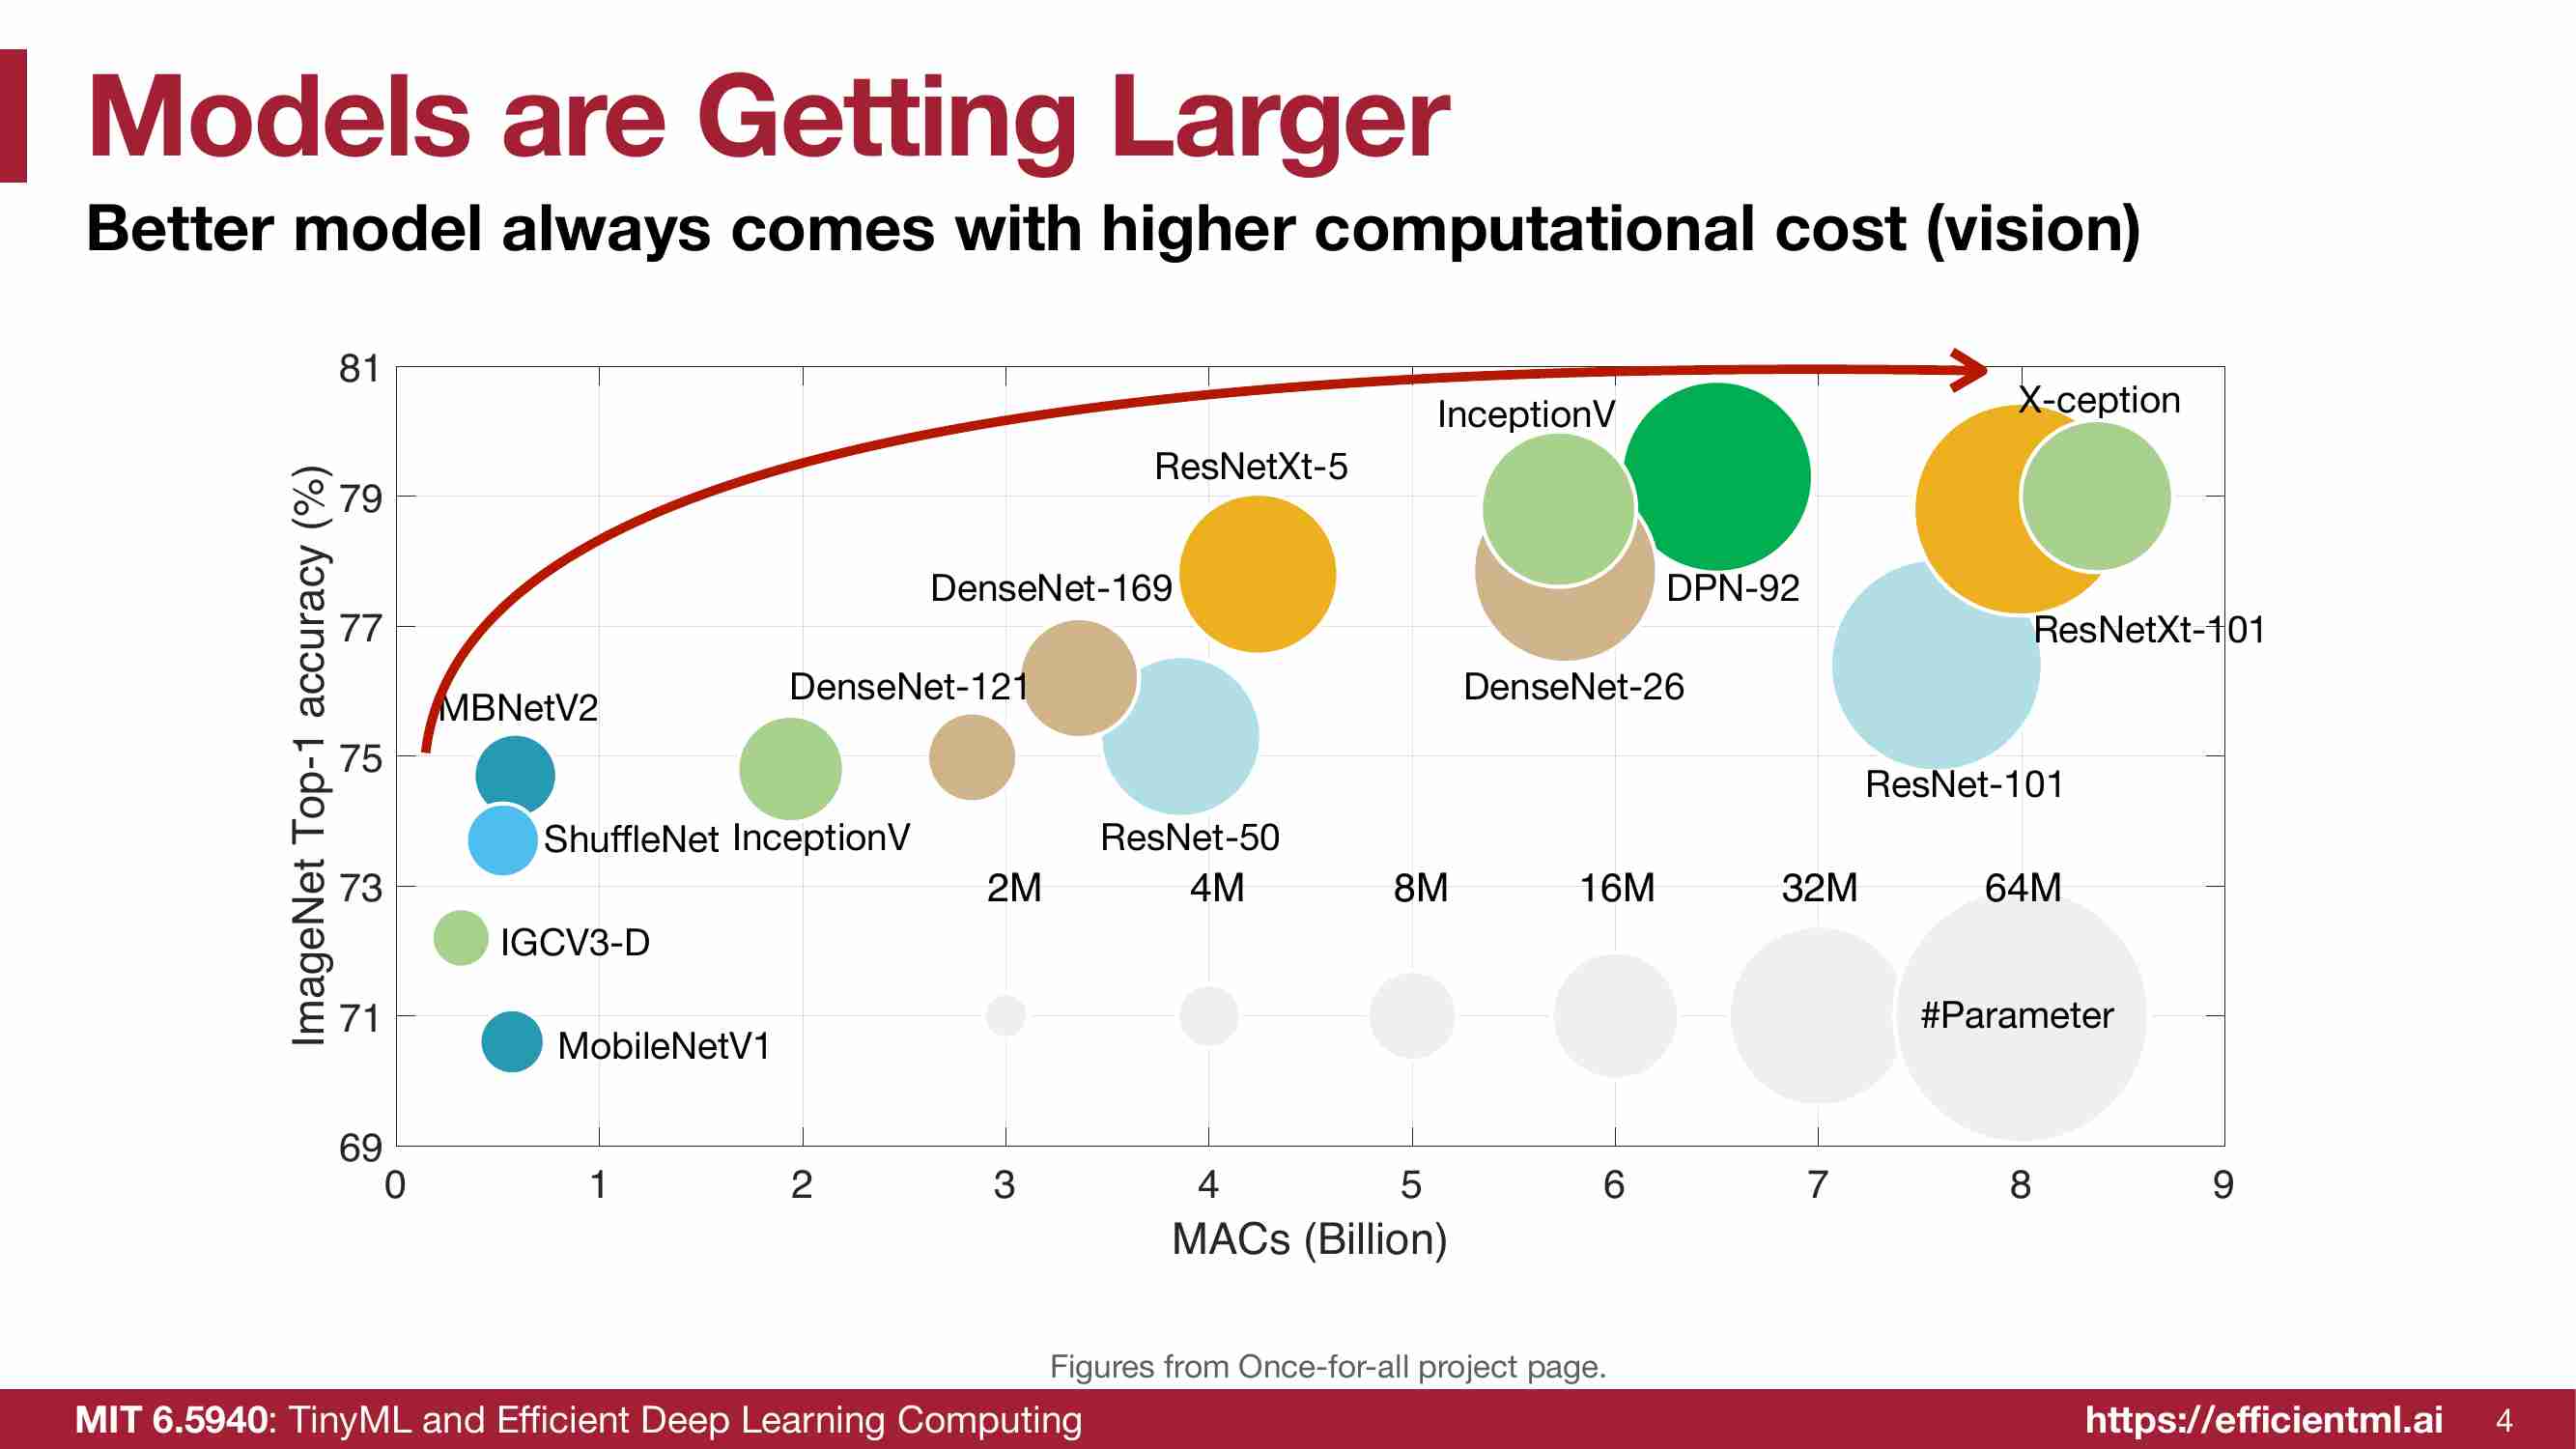 Models are Getting Larger
Better model always comes with higher computational cost (vision)
81
79
77
75
73
71
69
ImageNet Top-1 accuracy (%)
X-ception
InceptionV
ResNetXt-5
DenseNet-169
DPN-92
ResNetXt-101
DenseNet-121
DenseNet-26
MBNetV2
ResNet-101
ShuffleNet
InceptionV
ResNet-50
2M
4M
8M
16M
32M
64M
IGCV3-D
#Parameter
MobileNetV1
0
1
2
3
4
5
6
7
8
9
MACs (Billion)
Figures from Once-for-all project page.
MIT 6.5940: TinyML and Efficient Deep Learning Computing
https://efficientml.ai
4